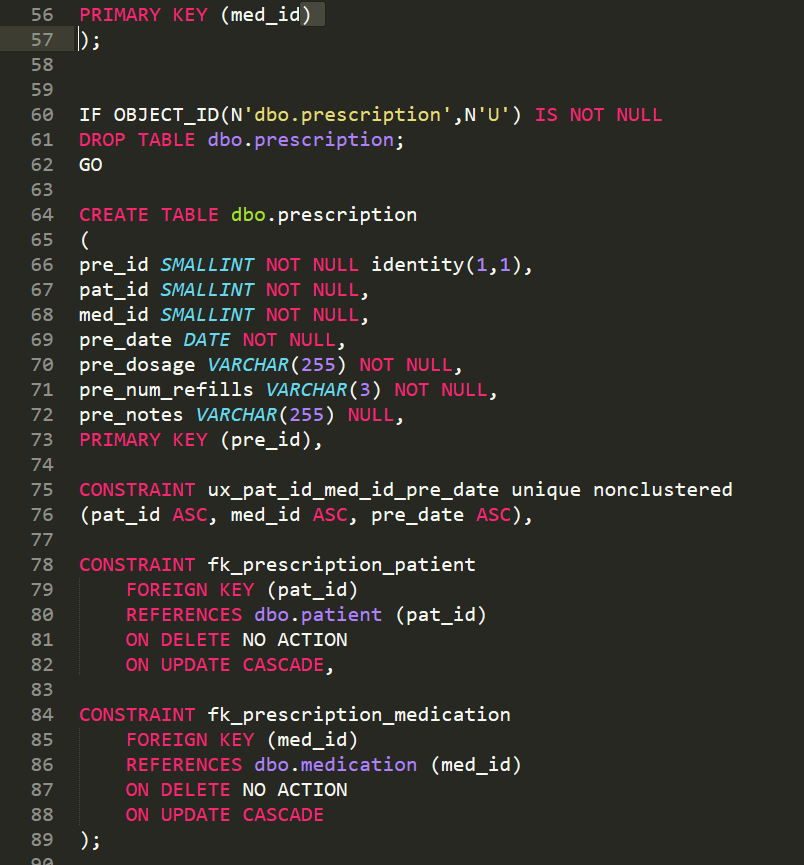 56 PRIMARY KEY (med_id)
57 );
58
59
60 IF OBJECT_ID(N'dbo.prescription',N'U') IS NOT NULL
61 DROP TABLE dbo.prescription;
62 GO
63
64 CREATE TABLE dbo.prescription
65 (
66 pre_id SMALLINT NOT NULL identity(1,1),
67 pat_id SMALLINT NOT NULL,
68 med_id SMALLINT NOT NULL,
69 pre_date DATE NOT NULL,
70 pre_dosage VARCHAR(255) NOT NULL,
71 pre_num_refills VARCHAR(3) NOT NULL,
72 pre_notes VARCHAR(255) NULL,
73 PRIMARY KEY (pre_id),
74
75 CONSTRAINT ux_pat_id_med_id_pre_date unique nonclustered
76 (pat_id ASC, med_id ASC, pre_date ASC),
77
78 CONSTRAINT fk_prescription_patient
79     FOREIGN KEY (pat_id)
80     REFERENCES dbo.patient (pat_id)
81     ON DELETE NO ACTION
82     ON UPDATE CASCADE,
83
84 CONSTRAINT fk_prescription_medication
85     FOREIGN KEY (med_id)
86     REFERENCES dbo.medication (med_id)
87     ON DELETE NO ACTION
88     ON UPDATE CASCADE
89 );
90